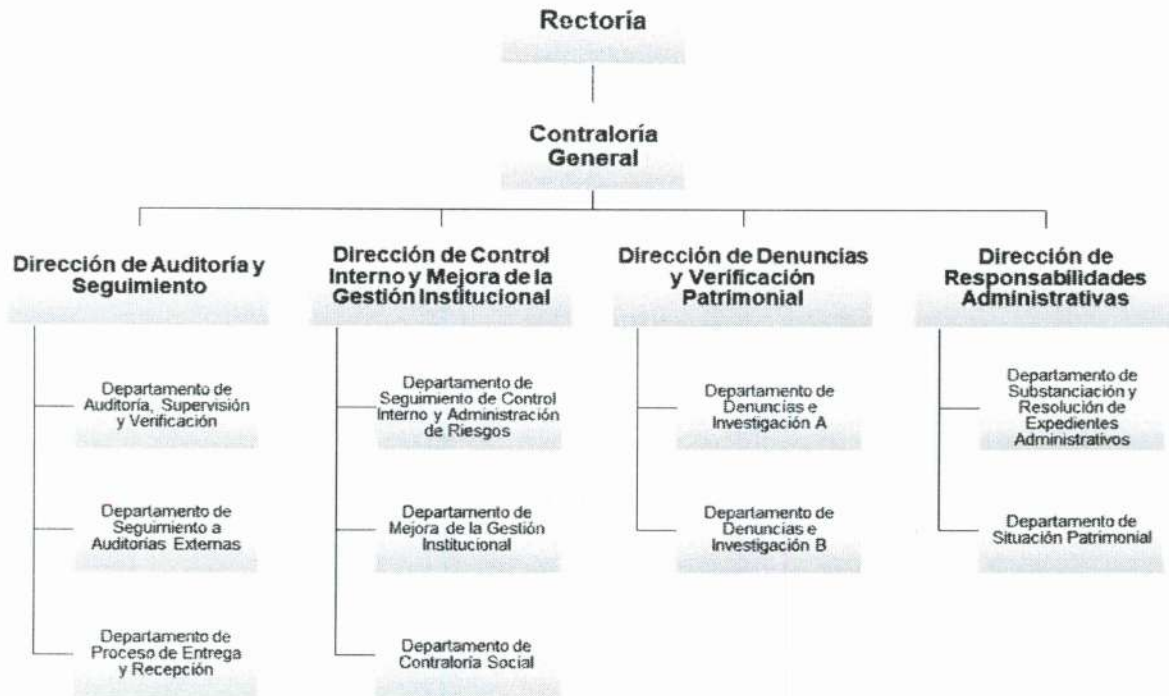 Rectoría
Contraloría
General
Dirección de Auditoría y
Seguimiento
Dirección de Control
Interno y Mejora de la
Gestión Institucional
Dirección de Denuncias
y Verificación
Patrimonial
Dirección de
Responsabilidades
Administrativas
Departamento de
Auditoría, Supervisión
y Verificación
Departamento de
Seguimiento de Control
Interno y Administración
de Riesgos
Departamento de
Denuncias e
Investigación A
Departamento de
Substanciación y
Resolución de
Expedientes
Administrativos
Departamento de
Seguimiento a
Auditorías Externas
Departamento de
Mejora de la Gestión
Institucional
Departamento de
Denuncias e
Investigación B
Departamento de
Situación Patrimonial
Departamento de
Proceso de Entrega
y Recepción
Departamento de
Contraloría Social